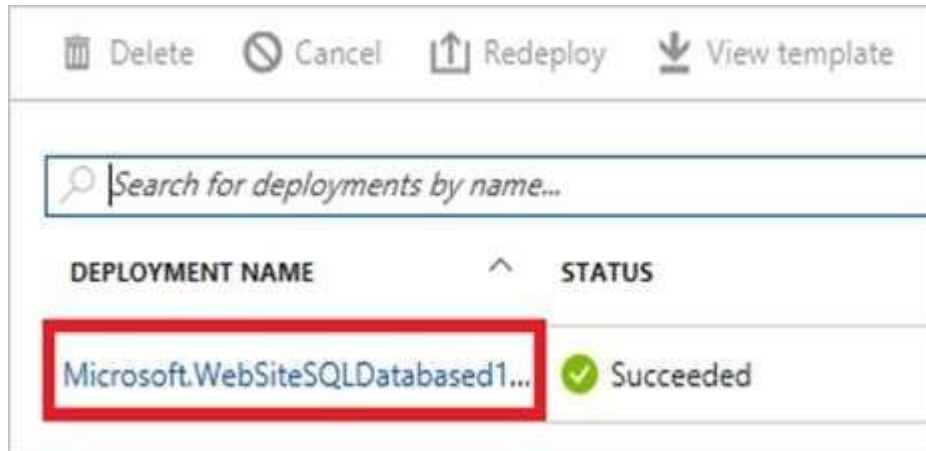 Delete Cancel Redeploy View template
Search for deployments by name...
DEPLOYMENT NAME STATUS
Microsoft.WebSiteSQLDatabased1... Succeeded